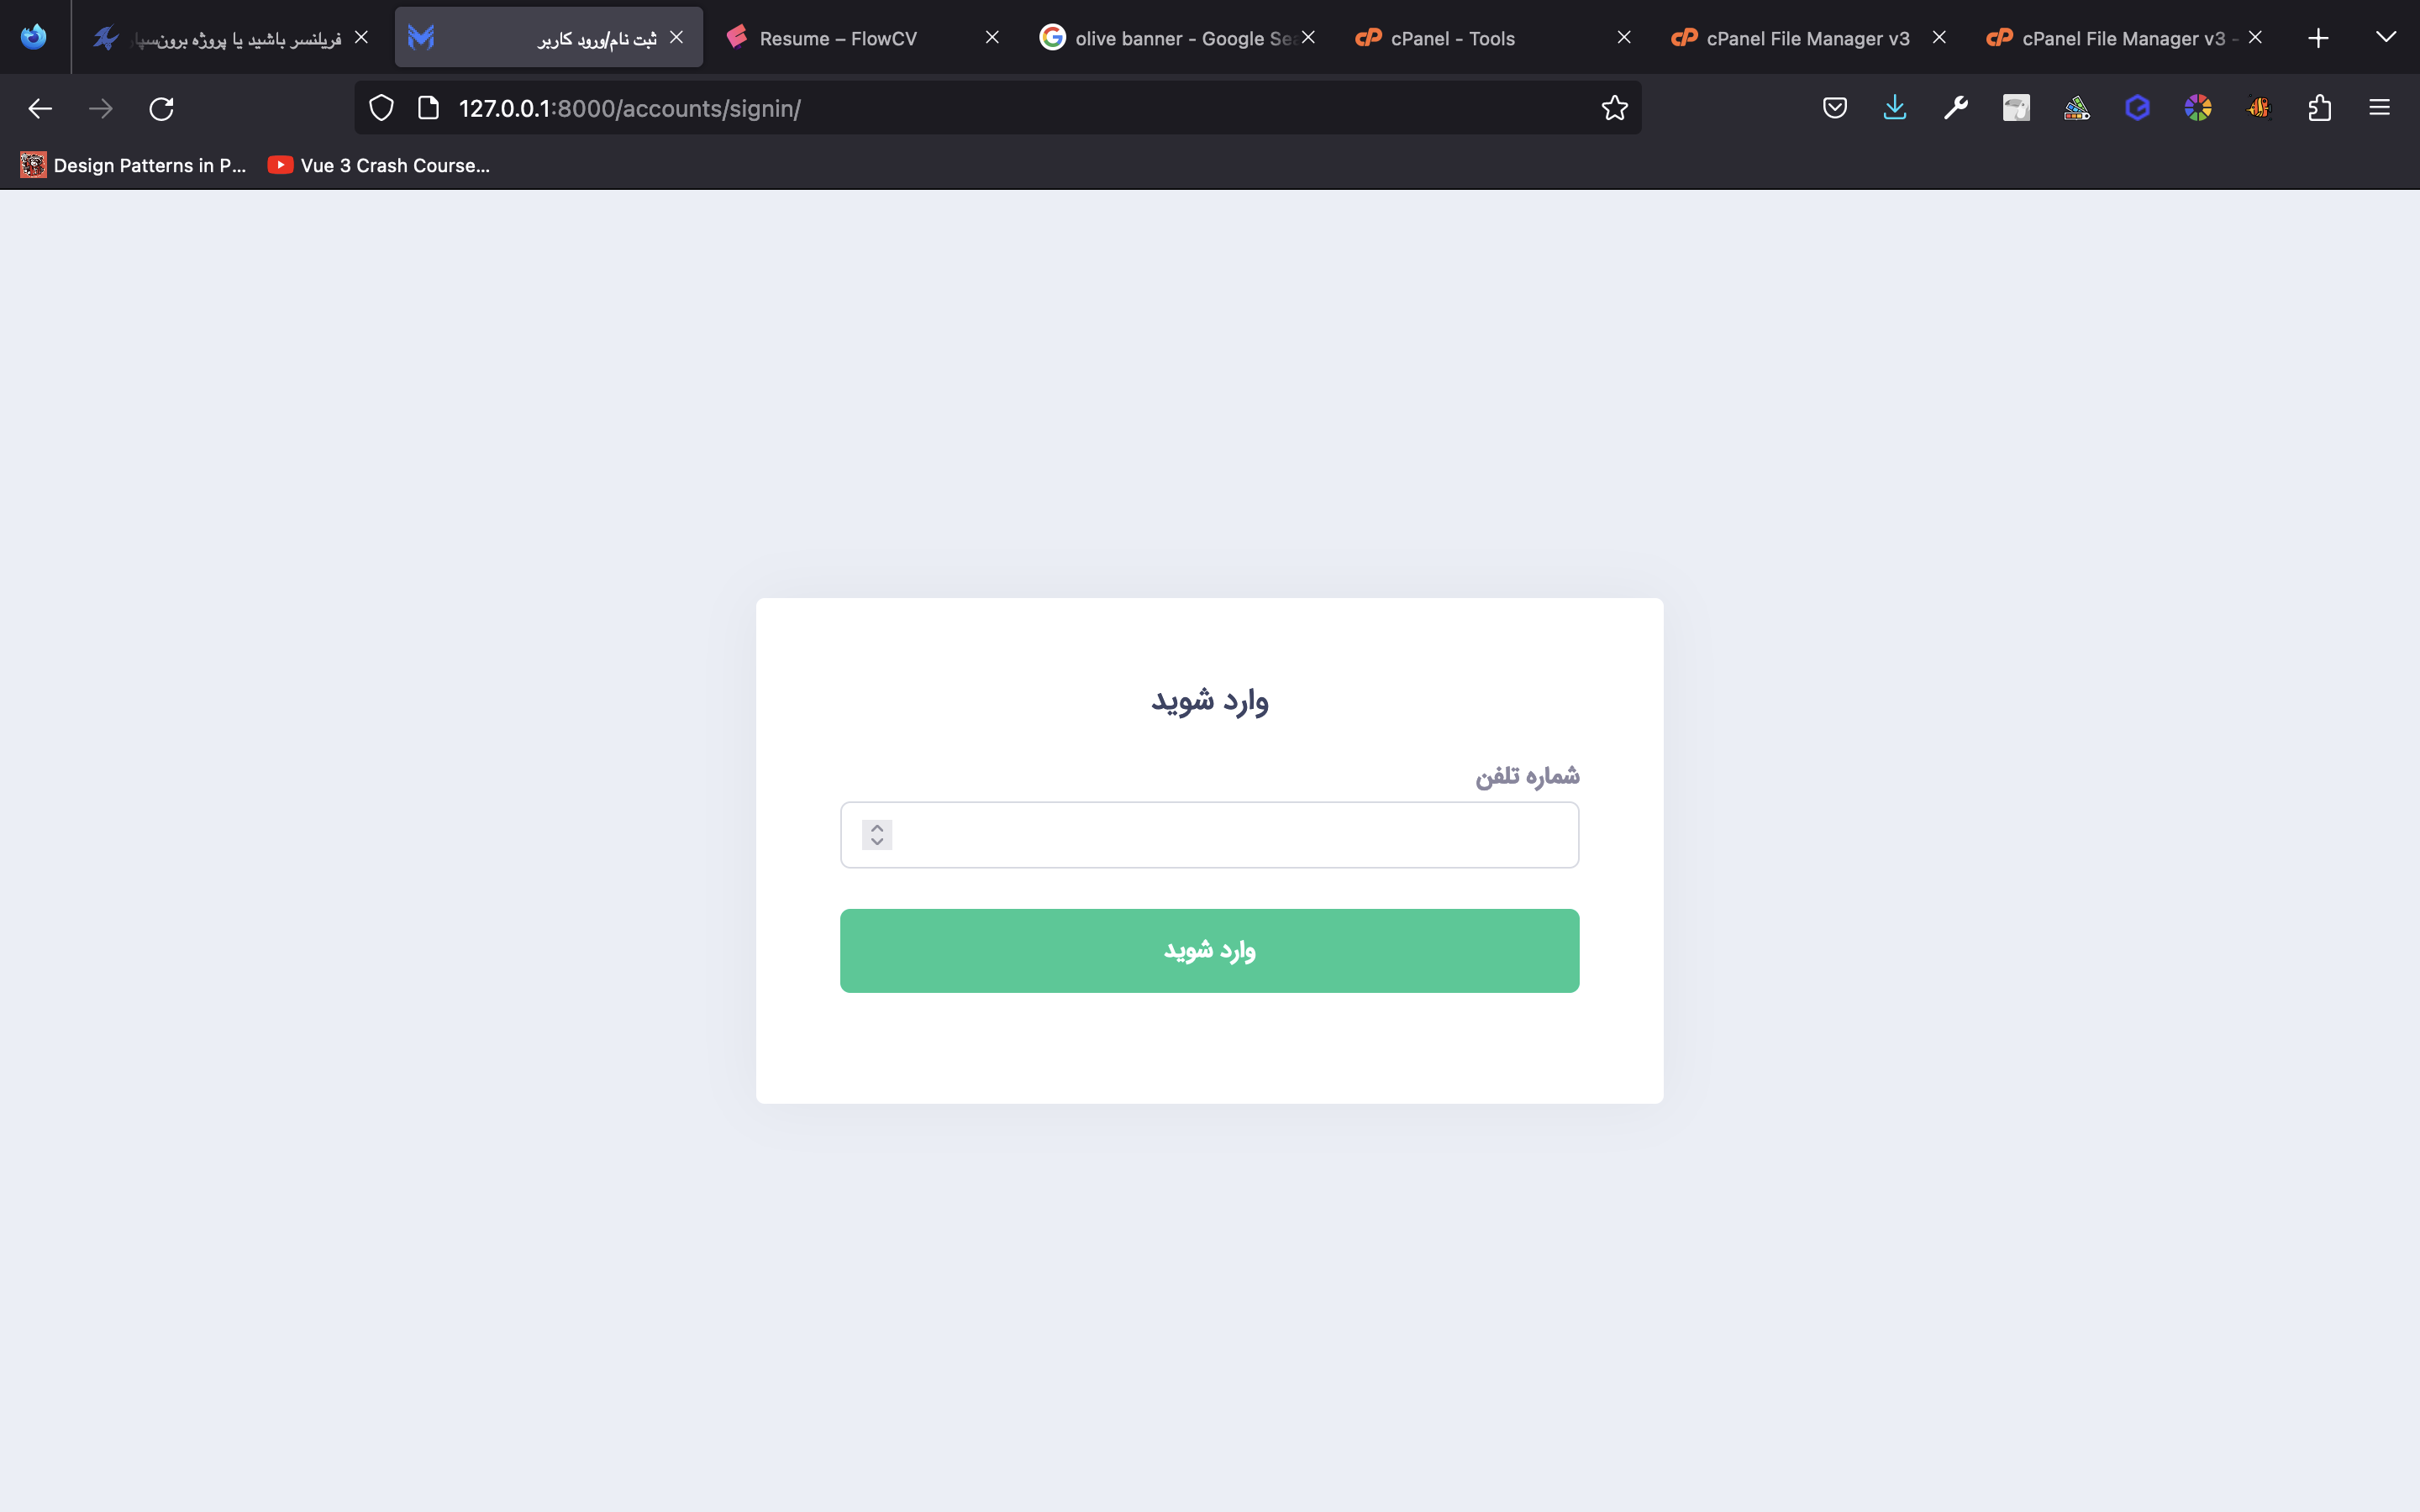 فریلنسر باشید یا پروژه برون‌سپار
ثبت نام/ورود کاربر
Resume – FlowCV
olive banner - Google Sea
cPanel - Tools
cPanel File Manager v3
cPanel File Manager v3 -
127.0.0.1:8000/accounts/signin/
Design Patterns in P...
Vue 3 Crash Course...
وارد شوید
شماره تلفن
وارد شوید